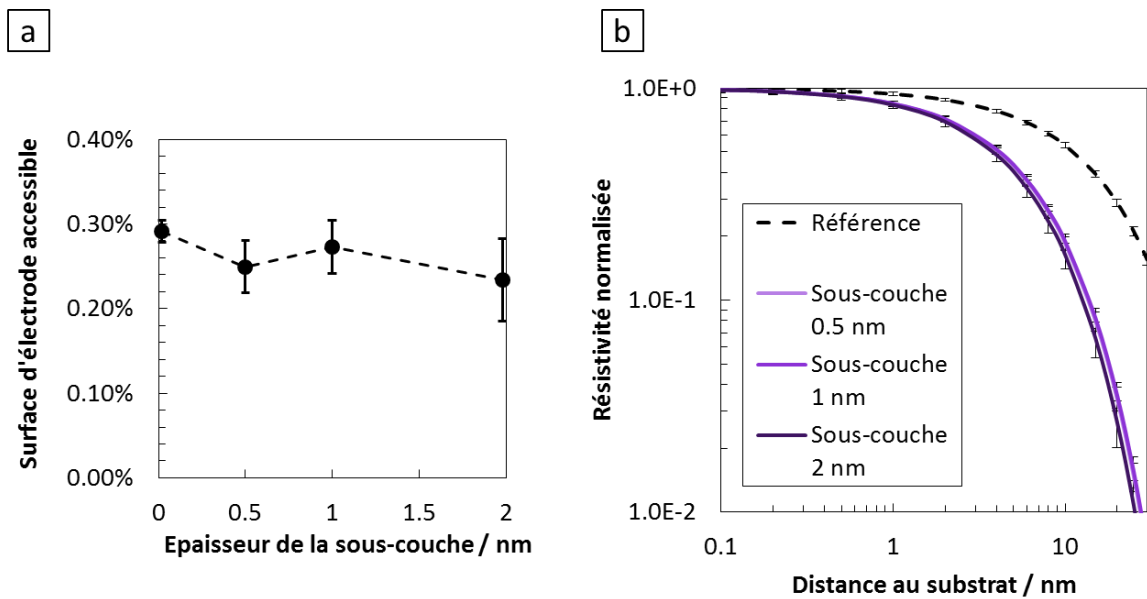 a
0.40%
0.30%
0.20%
0.10%
0.00%
Surface d'électrode accessible
0
0.5
1
1.5
2
Epaisseur de la sous-couche / nm
b
1.0E+0
1.0E-1
1.0E-2
Résistivité normalisée
Référence
Sous-couche
0.5 nm
Sous-couche
1 nm
Sous-couche
2 nm
0.1
1
10
Distance au substrat / nm